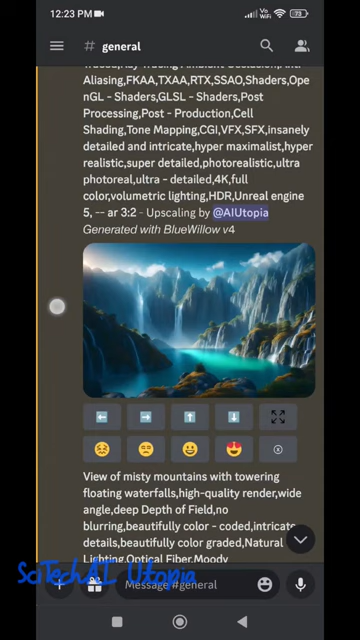 12:23 PM
Vo
WiFi
73
# general
Aliasing,FKAA,TXAA,RTX,SSAO,Shaders,Ope
nGL - Shaders,GLSL - Shaders,Post
Processing,Post - Production,Cell
Shading,Tone Mapping,CGI,VFX,SFX,insanely
detailed and intricate,hyper maximalist,hyper
realistic,super detailed,photorealistic,ultra
photoreal,ultra - detailed,4K,full
color,volumetric lighting,HDR,Unreal engine
5, -- ar 3:2 - Upscaling by @AIUtopia
Generated with BlueWillow v4
View of misty mountains with towering
floating waterfalls,high-quality render,wide
angle,deep Depth of Field,no
blurring,beautifully color - coded,intricate
details,beautifully color graded,Natural
Lighting,Optical Fiber,Moody
SciTechAI Utopia
Message #general